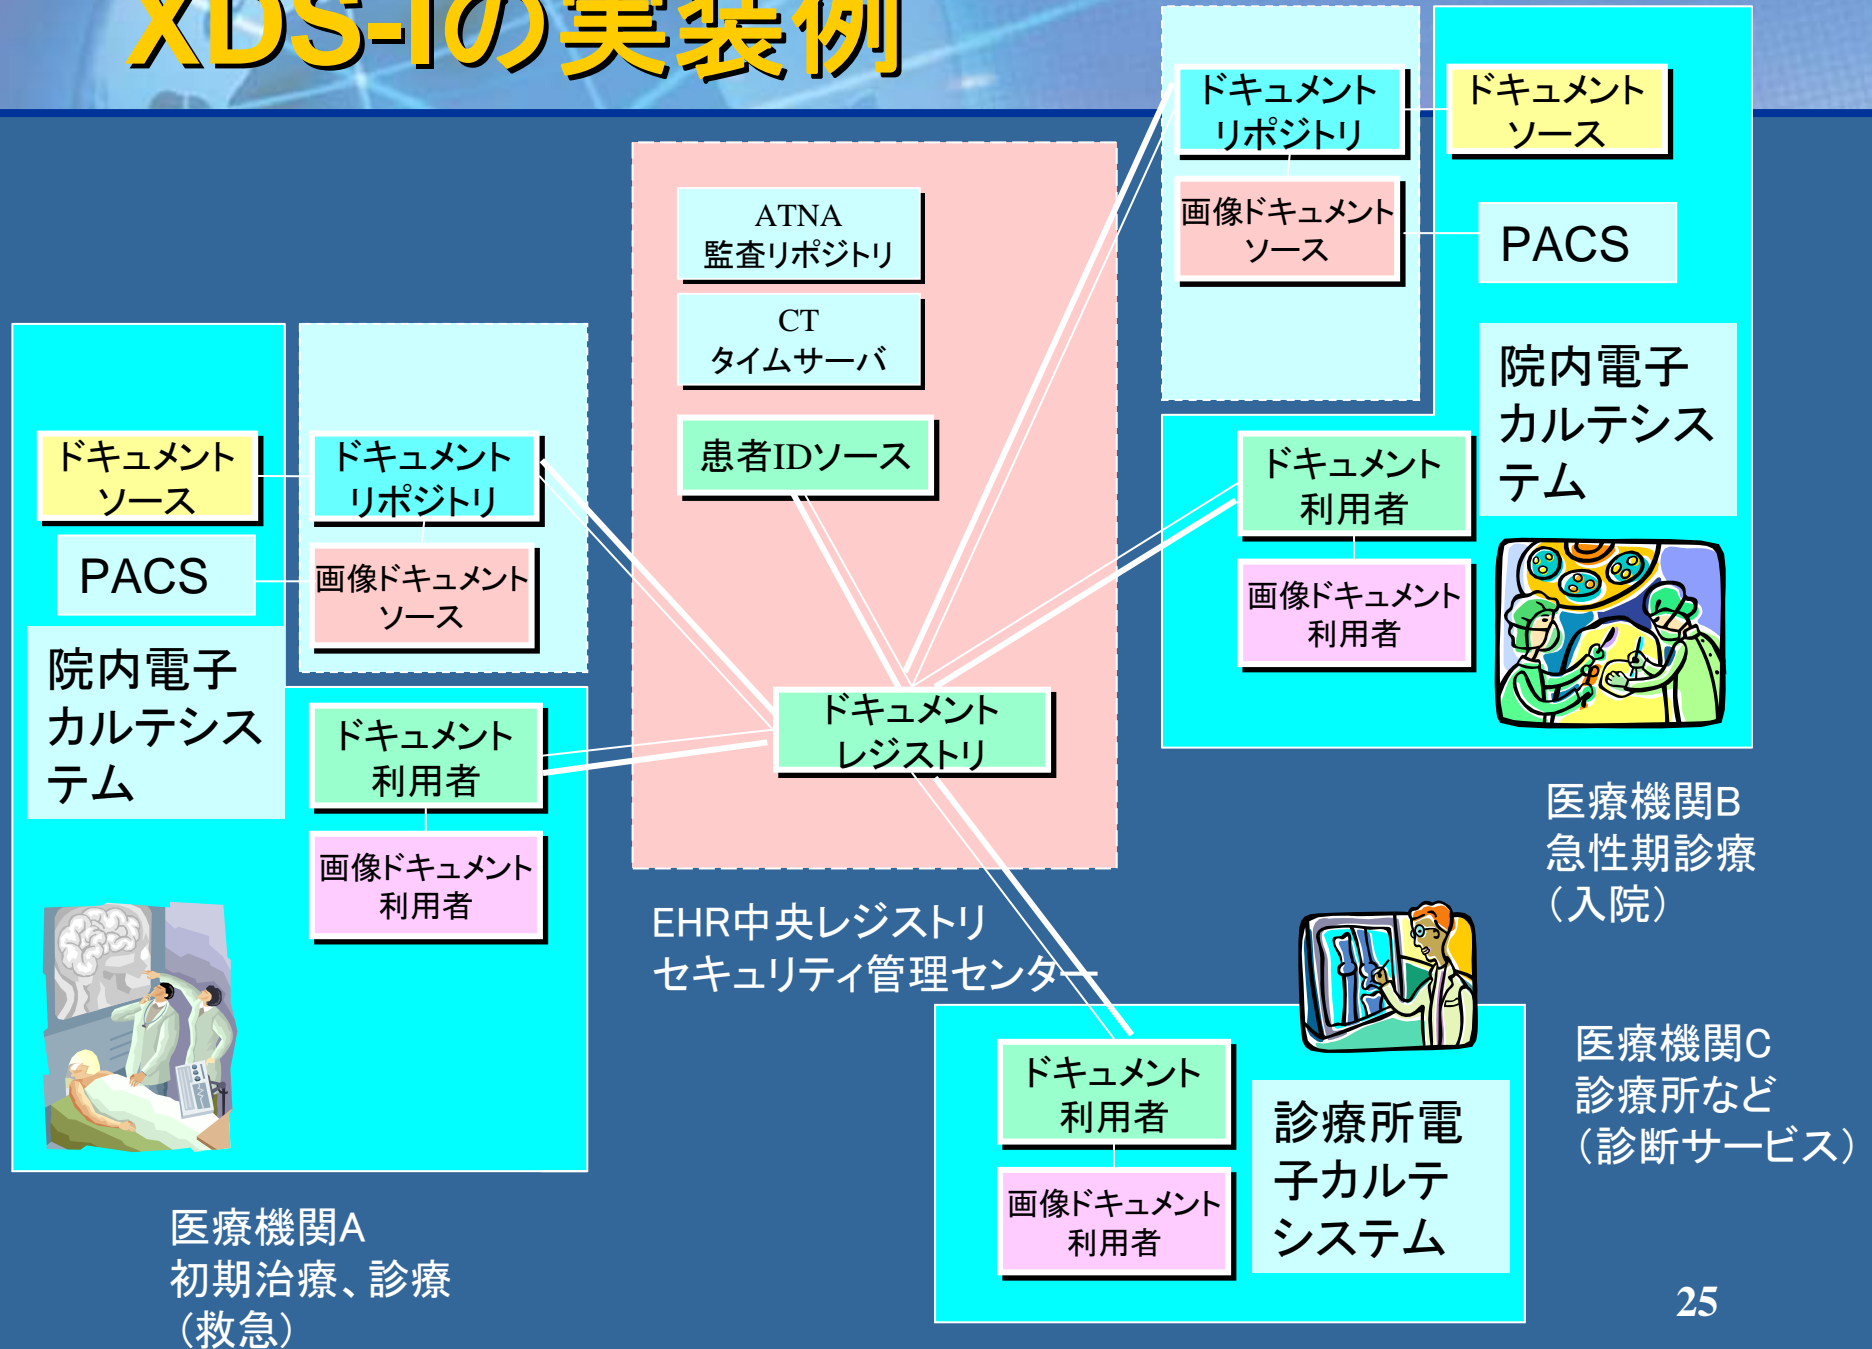 XDS-Iの実装例
ドキュメント
リポジトリ
画像ドキュメント
ソース
ドキュメント
ソース
PACS
院内電子
カルテシス
テム
ドキュメント
利用者
画像ドキュメント
利用者
医療機関B
急性期診療
（入院）
ATNA
監査リポジトリ
CT
タイムサーバ
患者IDソース
ドキュメント
レジストリ
EHR中央レジストリ
セキュリティ管理センター
ドキュメント
ソース
PACS
院内電子
カルテシス
テム
ドキュメント
リポジトリ
画像ドキュメント
ソース
ドキュメント
利用者
画像ドキュメント
利用者
医療機関A
初期治療、診療
（救急）
ドキュメント
利用者
画像ドキュメント
利用者
診療所電
子カルテ
システム
医療機関C
診療所など
（診断サービス）
25